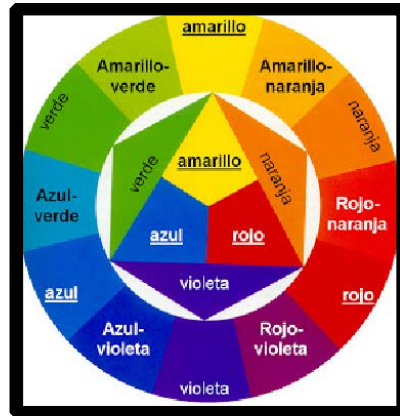 amarillo
Amarillo-
verde
Amarillo-
naranja
verde
naranja
amarillo
verde
naranja
Azul-
verde
Rojo-
naranja
azul
rojo
azul
rojo
violeta
Azul-
violeta
Rojo-
violeta
violeta